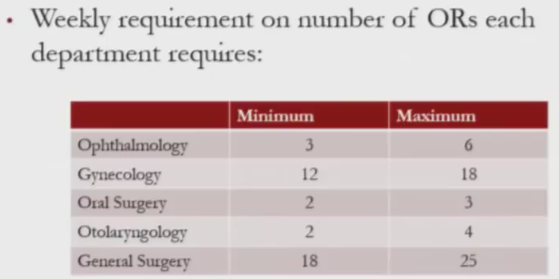 • Weekly requirement on number of ORs each
department requires:
Minimum Maximum
Ophthalmology 3 6
Gynecology 12 18
Oral Surgery 2 3
Otolaryngology 2 4
General Surgery 18 25